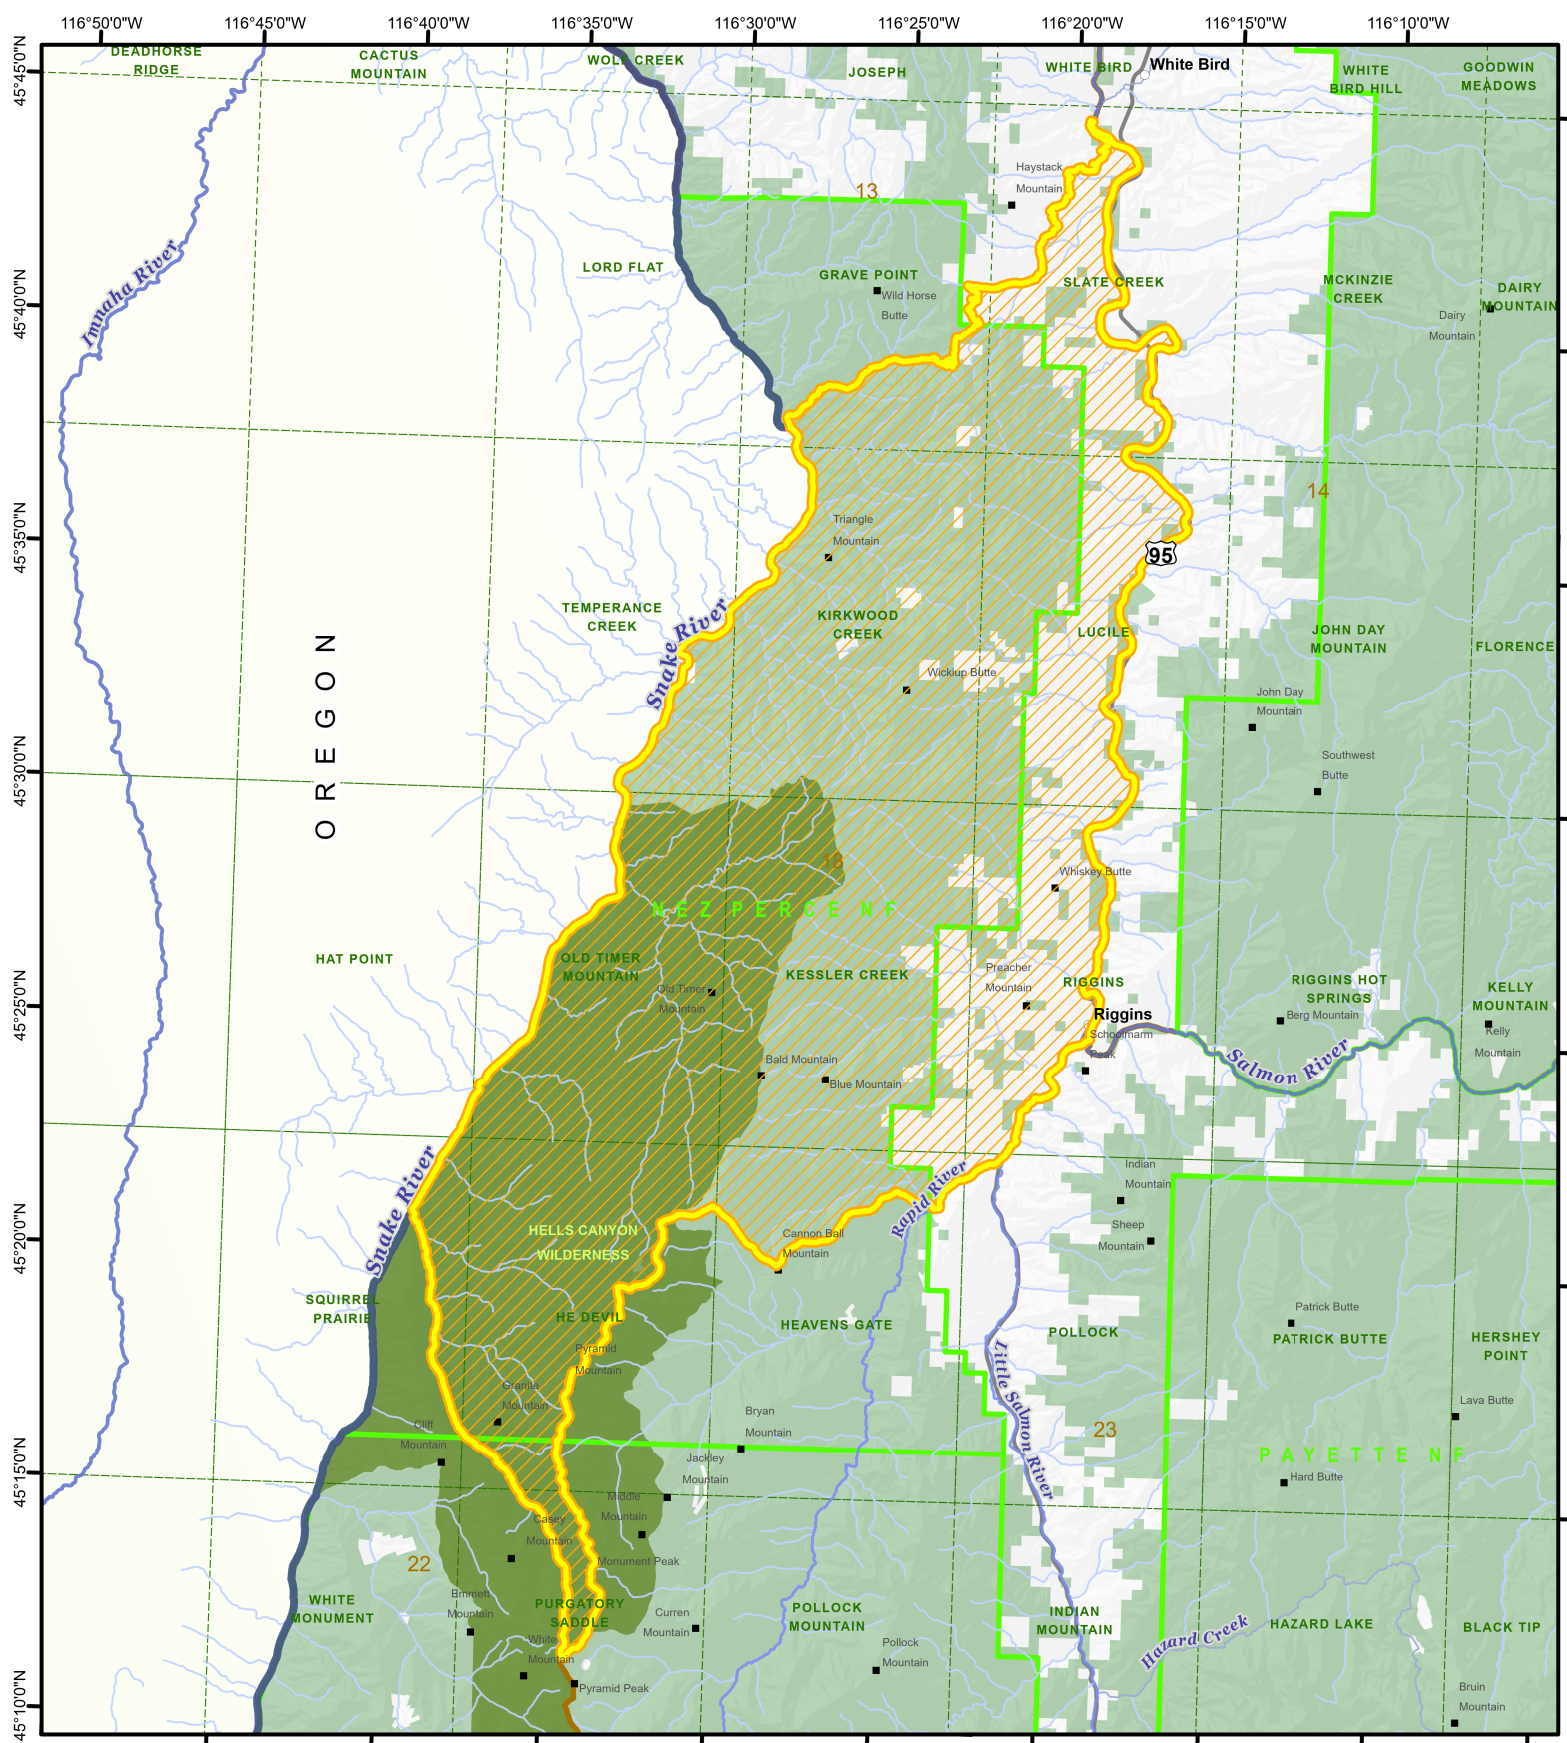 116°50'0"W
116°45'0"W
116°40'0"W
116°35'0"W
116°30'0"W
116°25'0"W
116°20'0"W
116°15'0"W
116°10'0"W
45°45'0"N
45°40'0"N
45°35'0"N
45°30'0"N
45°25'0"N
45°20'0"N
45°15'0"N
45°10'0"N
DEADHORSE
RIDGE
CACTUS
MOUNTAIN
WOLF CREEK
JOSEPH
WHITE BIRD
White Bird
WHITE
BIRD HILL
GOODWIN
MEADOWS
Haystack
Mountain
13
Imnaha River
LORD FLAT
GRAVE POINT
Wild Horse
Butte
SLATE CREEK
MCKINZIE
CREEK
DAIRY
MOUNTAIN
Dairy
Mountain
14
Triangle
Mountain
95
TEMPERANCE
CREEK
Snake River
KIRKWOOD
CREEK
LUCILE
JOHN DAY
MOUNTAIN
FLORENCE
OREGON
Wickiup Butte
John Day
Mountain
Southwest
Butte
18
Whiskey Butte
NEZ PERCE NF
HAT POINT
OLD TIMER
MOUNTAIN
Old Timer
Mountain
KESSLER CREEK
Preacher
Mountain
RIGGINS
Riggins
Schoolmarm
Peak
RIGGINS HOT
SPRINGS
Berg Mountain
KELLY
MOUNTAIN
Kelly
Mountain
Salmon River
Bald Mountain
Blue Mountain
Snake River
HELLS CANYON
WILDERNESS
Rapid River
Cannon Ball
Mountain
Indian
Mountain
Sheep
Mountain
SQUIRREL
PRAIRIE
HE DEVIL
HEAVENS GATE
POLLOCK
Patrick Butte
PATRICK BUTTE
HERSHEY
POINT
Pyramid
Mountain
Granite
Mountain
Little Salmon River
Lava Butte
Cliff
Mountain
Bryan
Mountain
23
PAYETTE NF
Jackley
Mountain
Hard Butte
Middle
Mountain
Casey
Mountain
22
Monument Peak
Emmett
Mountain
WHITE
MONUMENT
PURGATORY
SADDLE
Curren
Mountain
POLLOCK
MOUNTAIN
INDIAN
MOUNTAIN
HAZARD LAKE
BLACK TIP
Hazard Creek
White
Mountain
Pollock
Mountain
Pyramid Peak
Bruin
Mountain